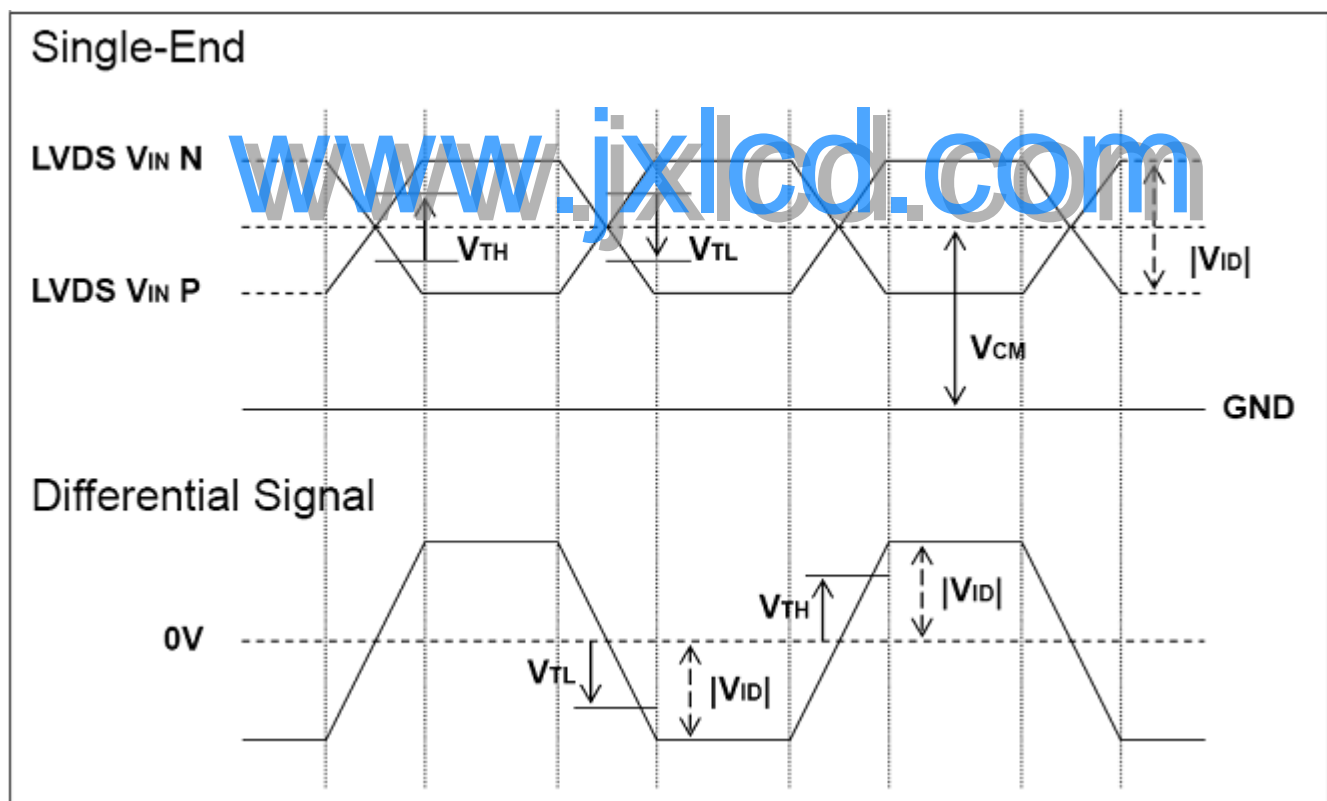 Single-End
www.jxlcd.com
LVDS VIN N
VTH
VTL
|VID|
LVDS VIN P
VCM
GND
Differential Signal
VTH
|VID|
0V
VTL
|VID|